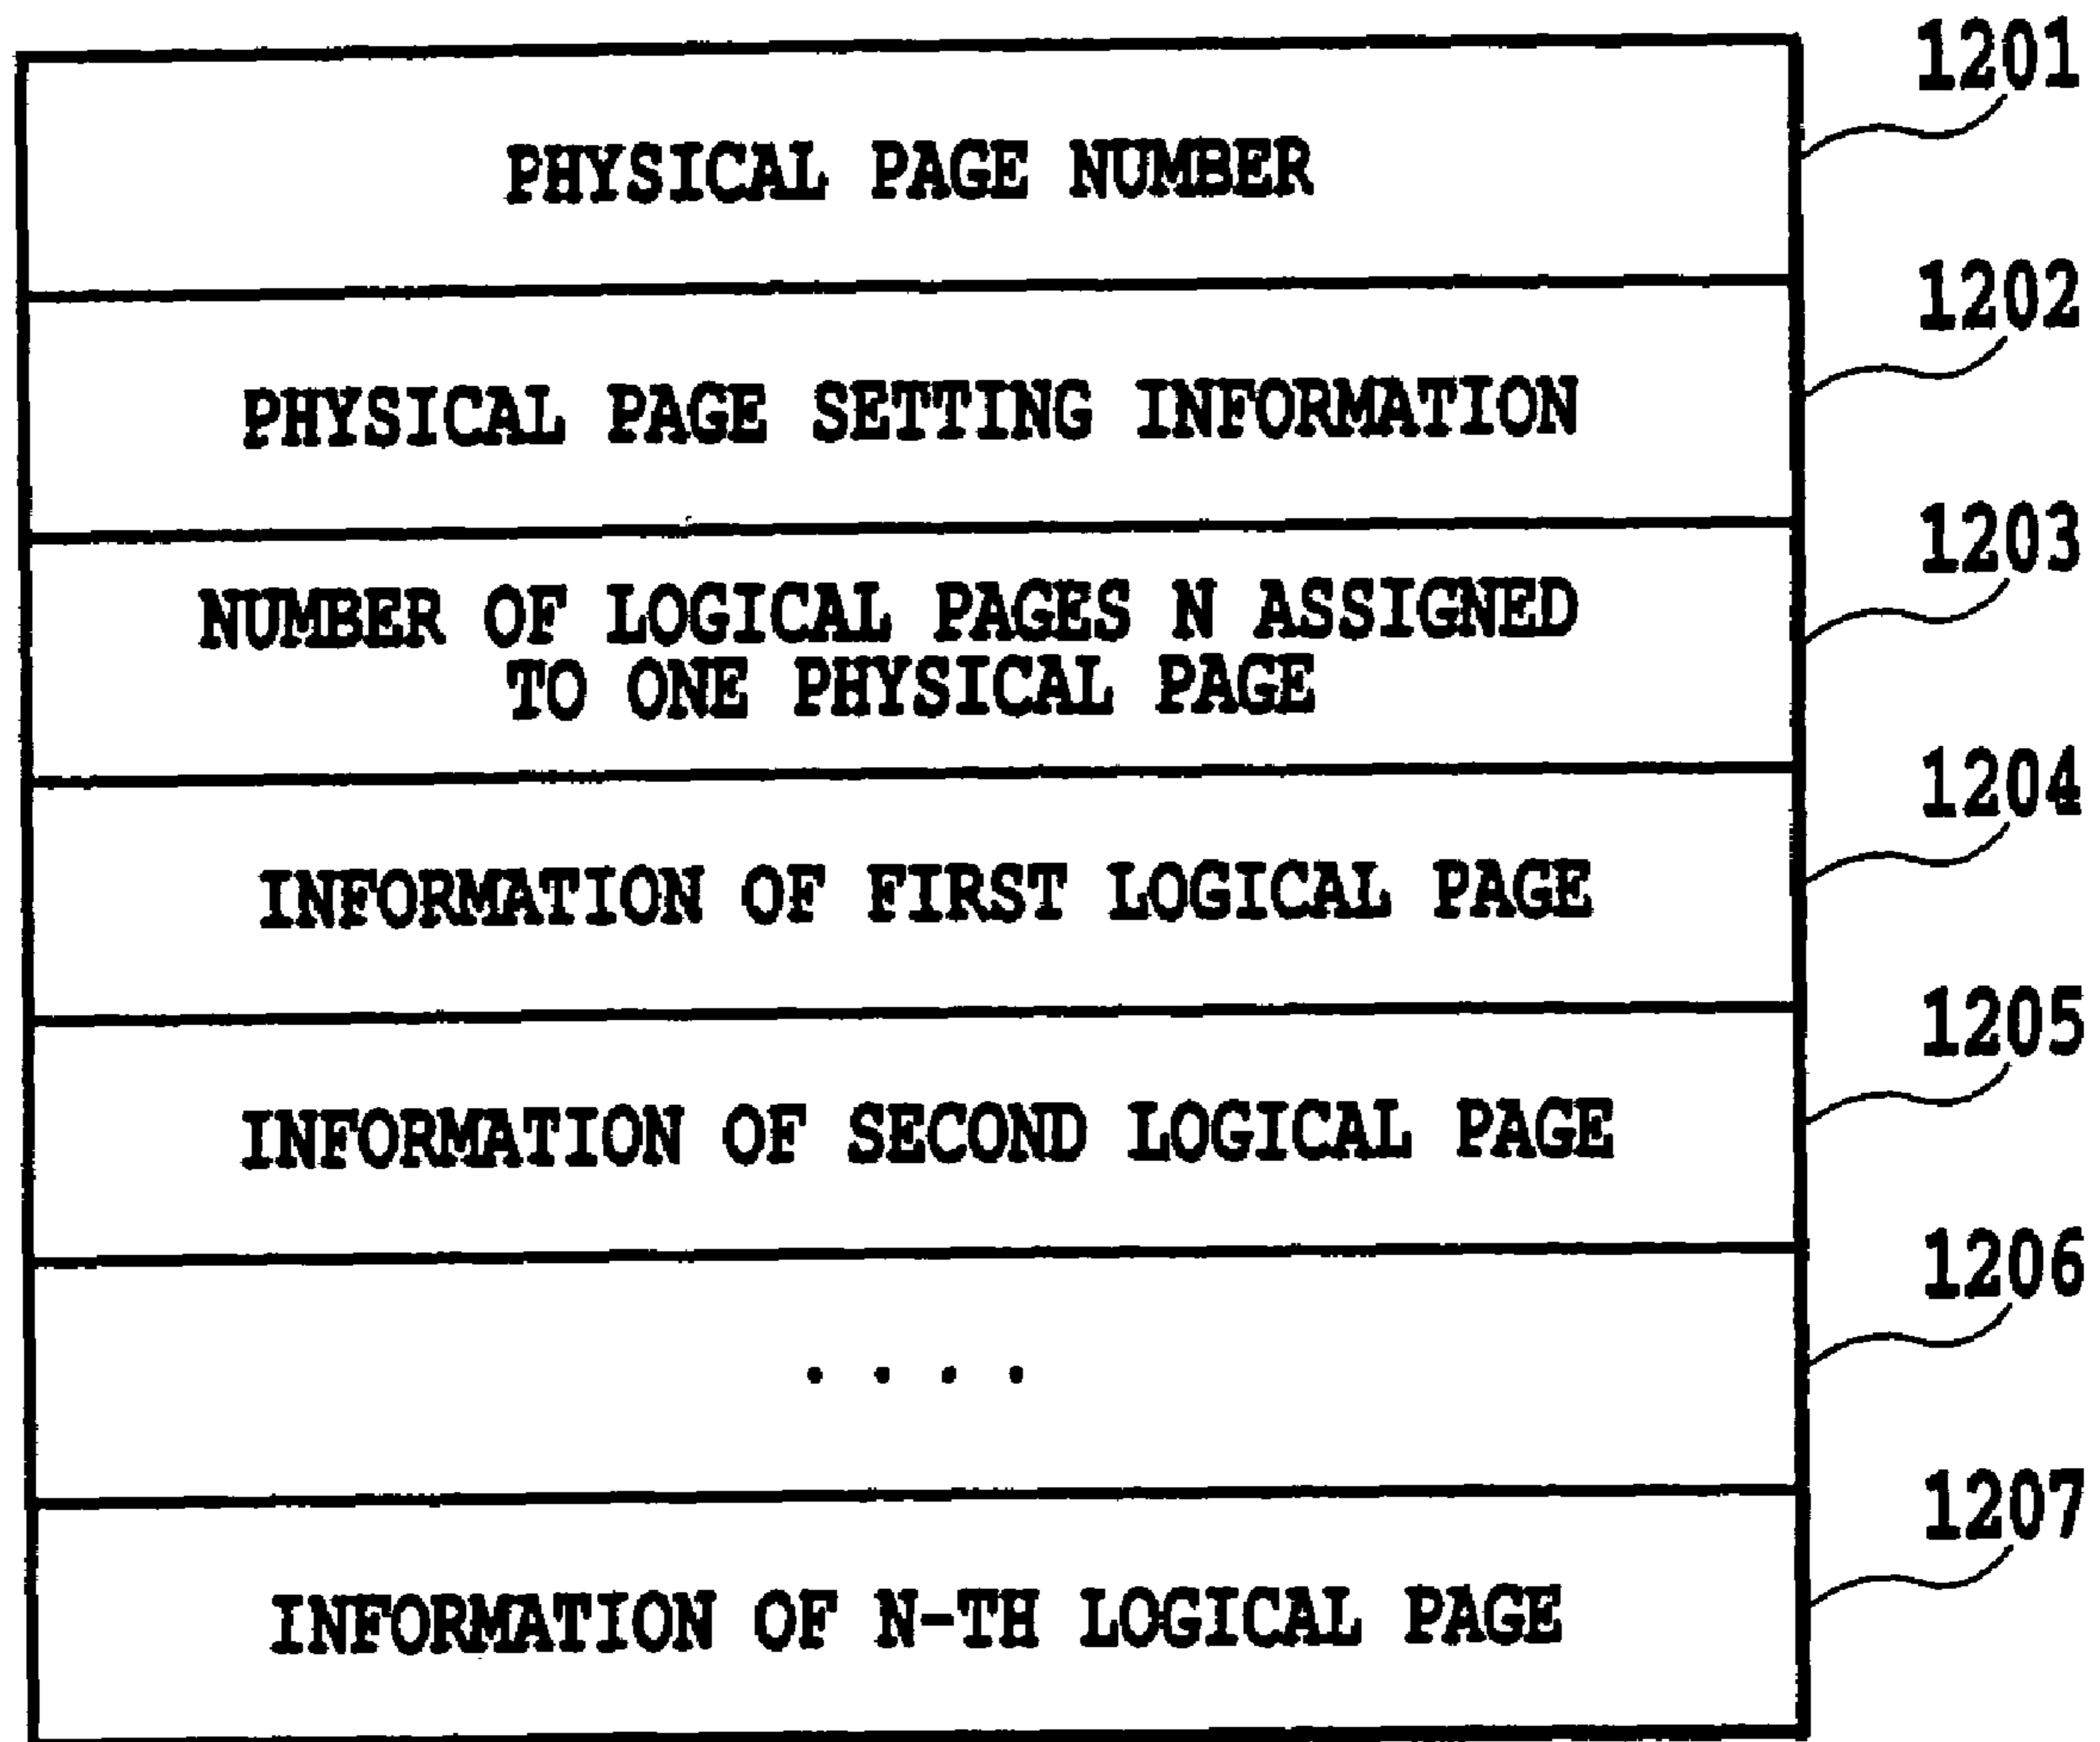 1201
PHYSICAL PAGE NUMBER
1202
PHYSICAL PAGE SETTING INFORMATION
1203
NUMBER OF LOGICAL PAGES N ASSIGNED
TO ONE PHYSICAL PAGE
1204
INFORMATION OF FIRST LOGICAL PAGE
1205
INFORMATION OF SECOND LOGICAL PAGE
1206
. . . .
1207
INFORMATION OF N-TH LOGICAL PAGE